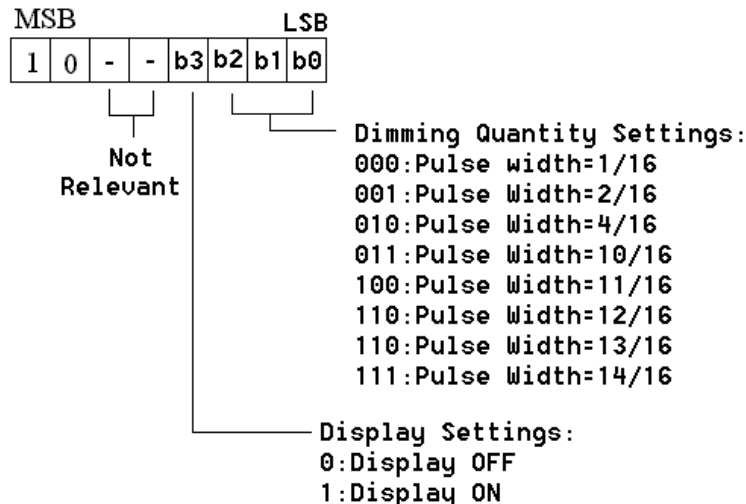 MSB LSB
1 0 - - b3 b2 b1 b0
Not
Relevant
Dimming Quantity Settings:
000:Pulse width=1/16
001:Pulse Width=2/16
010:Pulse Width=4/16
011:Pulse Width=10/16
100:Pulse Width=11/16
110:Pulse Width=12/16
110:Pulse Width=13/16
111:Pulse Width=14/16
Display Settings:
0:Display OFF
1:Display ON